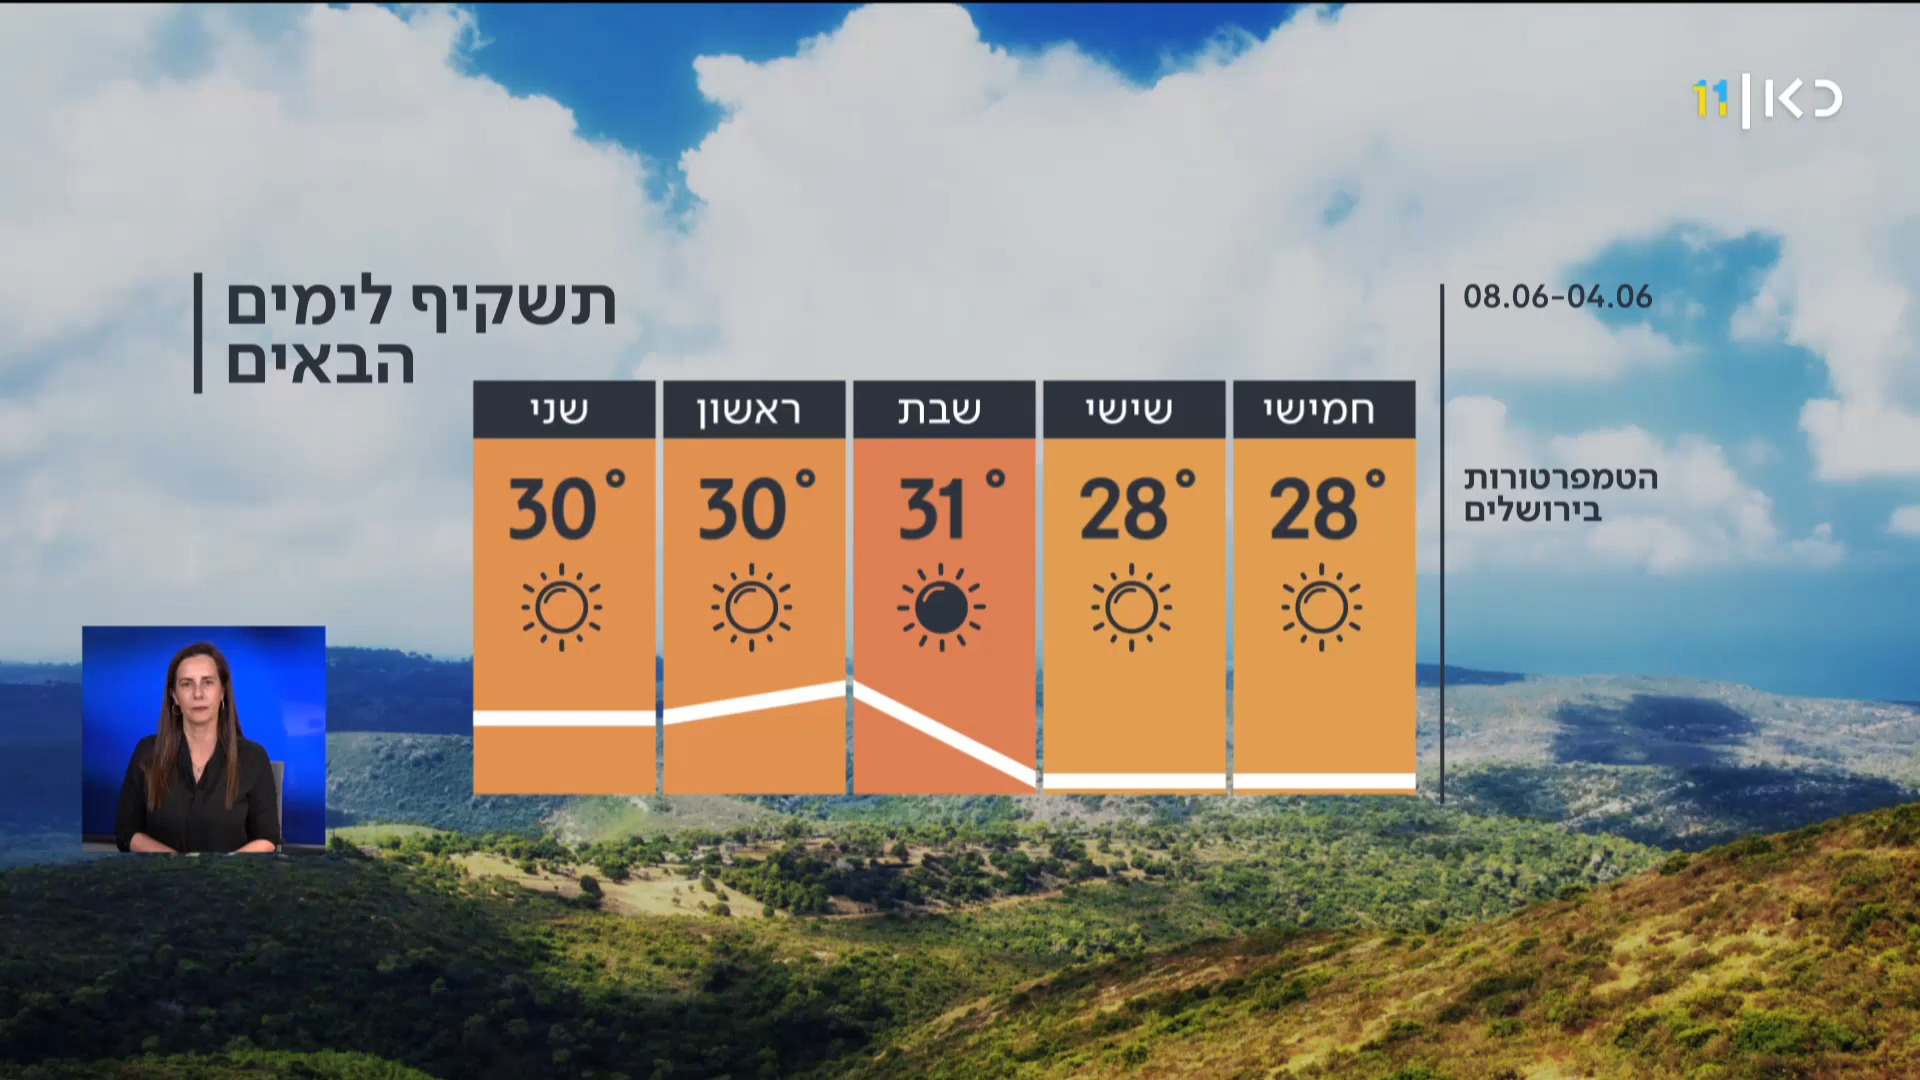 כאן 11
תשקיף לימים
הבאים
08.06-04.06
הטמפרטורות
בירושלים
חמישי
שישי
שבת
ראשון
שני
28°
28°
31°
30°
30°